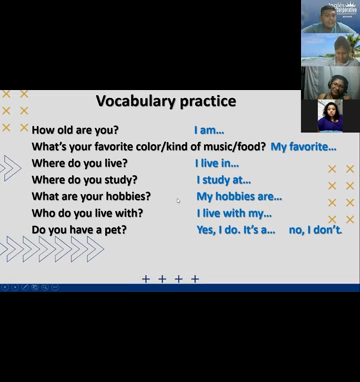 Vocabulary practice
How old are you? I am...
What's your favorite color/kind of music/food? My favorite...
Where do you live? I live in...
Where do you study? I study at...
What are your hobbies? My hobbies are...
Who do you live with? I live with my...
Do you have a pet? Yes, I do. It's a... no, I don't.